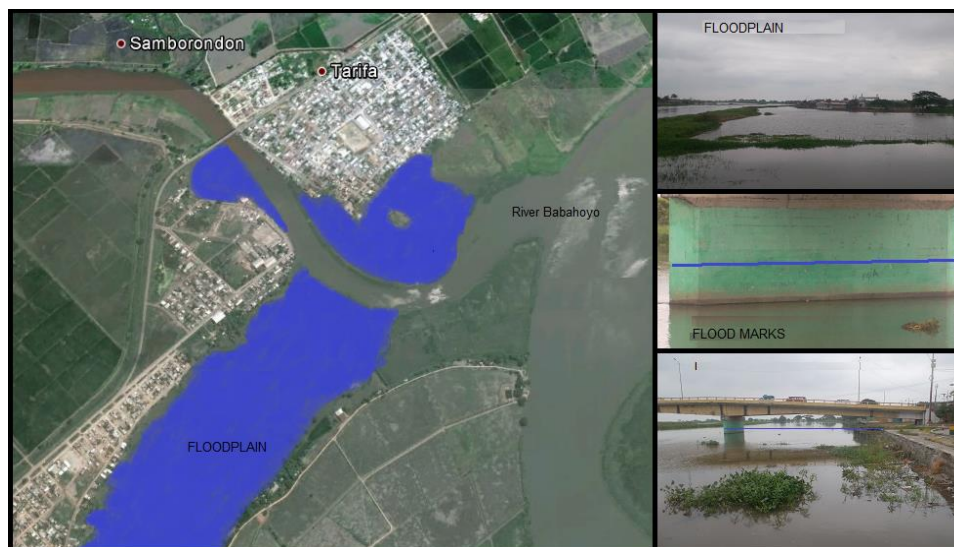 Samborondon
Tarifa
River Babahoyo
FLOODPLAIN
FLOODPLAIN
FLOOD MARKS